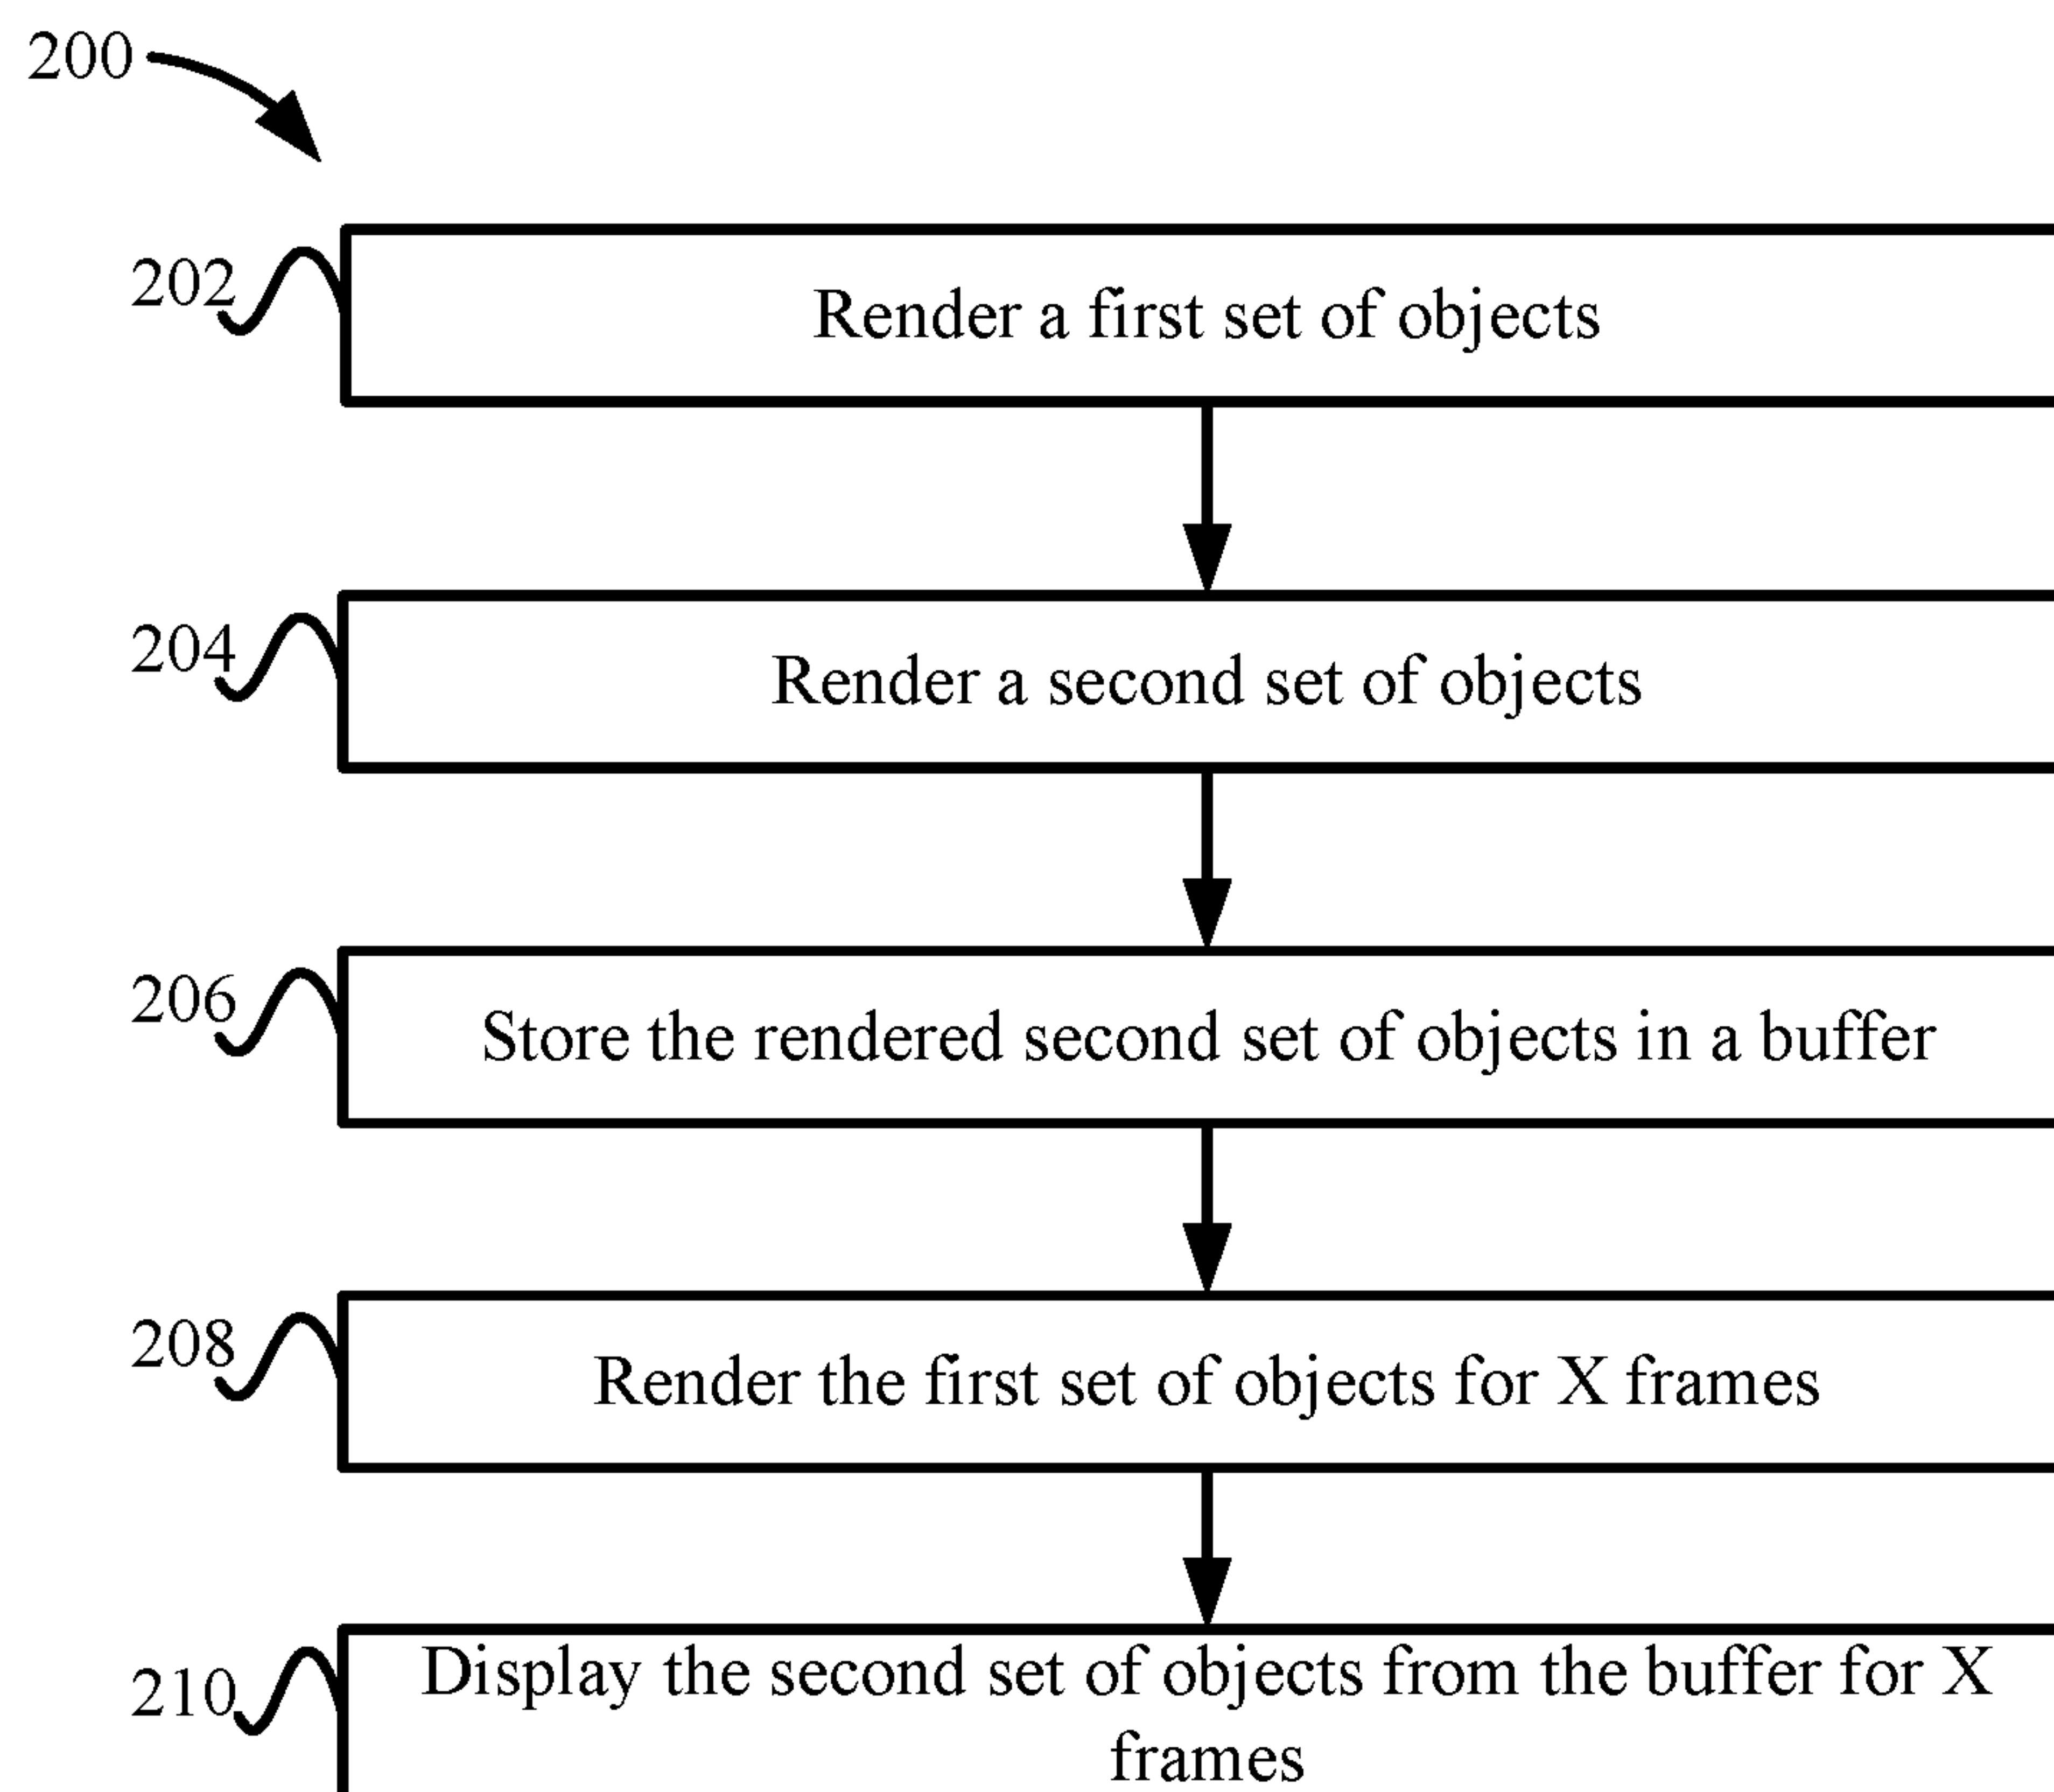 200
202
Render a first set of objects
204
Render a second set of objects
206
Store the rendered second set of objects in a buffer
208
Render the first set of objects for X frames
210
Display the second set of objects from the buffer for X
frames